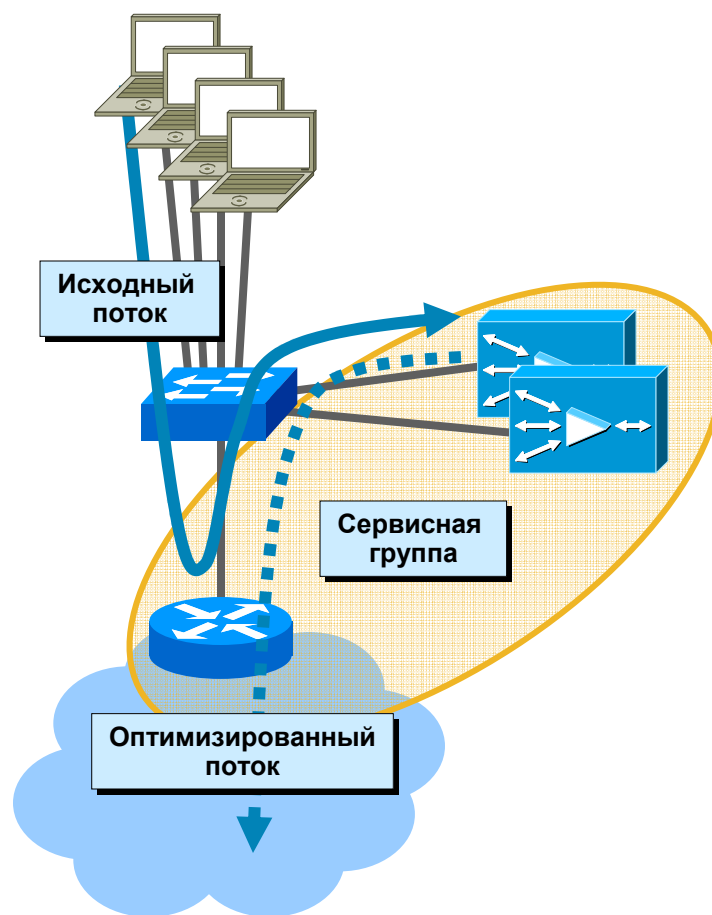 Исходный
поток
Сервисная
группа
Оптимизированный
поток